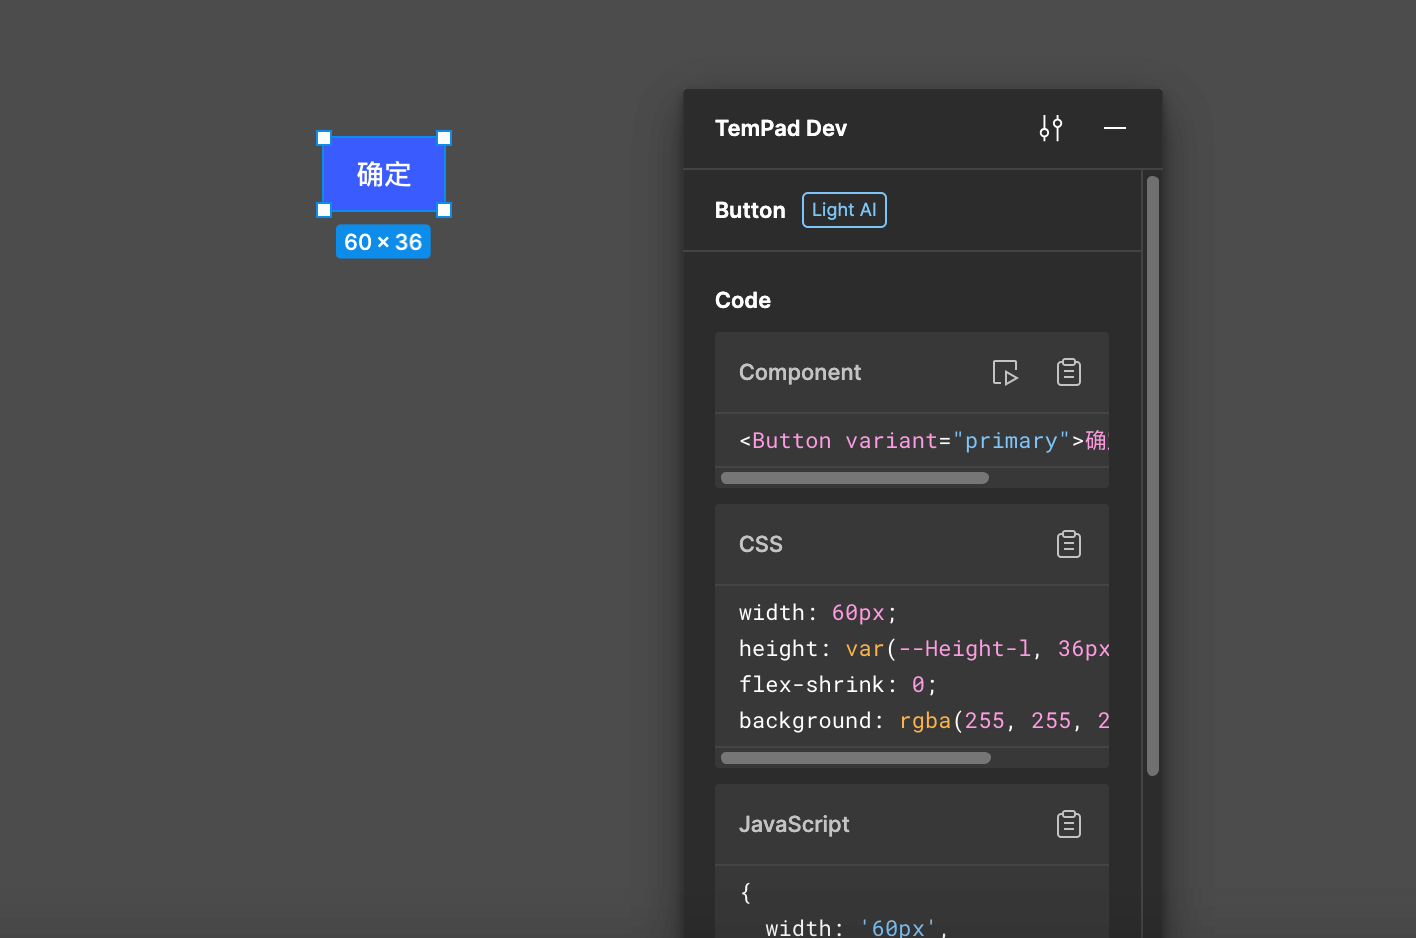 确定
60 × 36
TemPad Dev
Button
Light AI
Code
Component
<Button variant="primary">确
CSS
width: 60px;
height: var(--Height-l, 36px
flex-shrink: 0;
background: rgba(255, 255, 2
JavaScript
{
width: '60px',